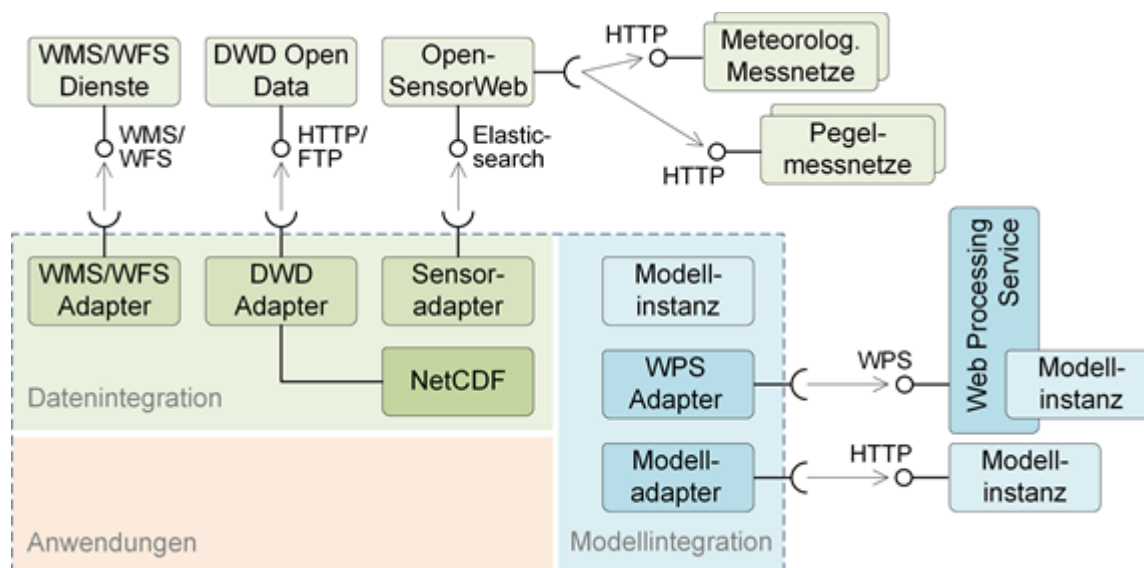 WMS/WFS
Dienste
DWD Open
Data
Open-
SensorWeb
HTTP
Meteorolog.
Messnetze
WMS/
WFS
HTTP/
FTP
Elastic-
search
HTTP
Pegel-
messnetze
WMS/WFS
Adapter
DWD
Adapter
Sensor-
adapter
NetCDF
Datenintegration
Anwendungen
Modell-
instanz
WPS
Adapter
Modell-
adapter
Modellintegration
WPS
Web Processing
Service
Modell-
instanz
HTTP
Modell-
instanz